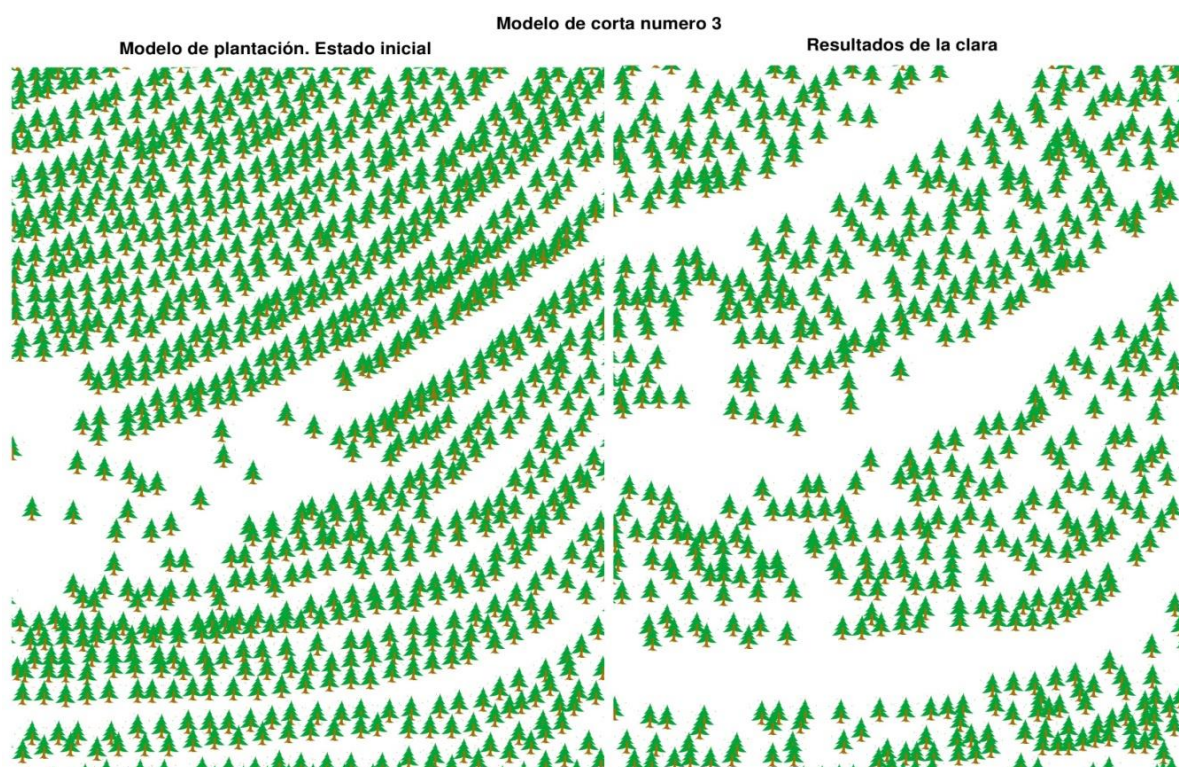 Modelo de corta numero 3
Modelo de plantación. Estado inicial
Resultados de la clara